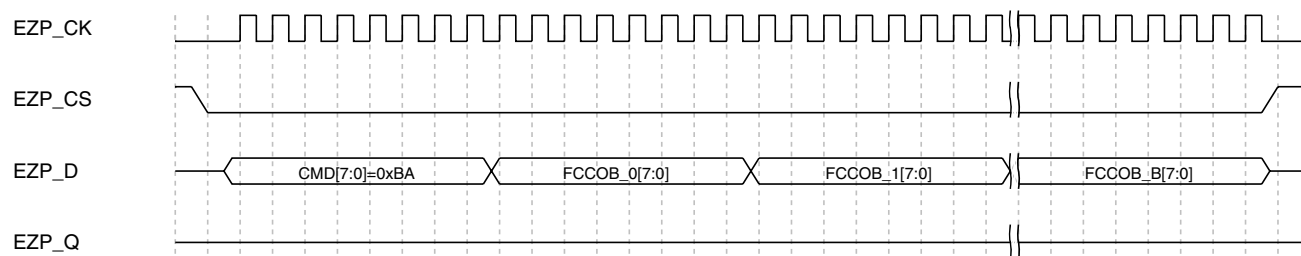 EZP_CK
EZP_CS
EZP_D CMD[7:0]=0xBA FCCOB_0[7:0] FCCOB_1[7:0] FCCOB_B[7:0]
EZP_Q